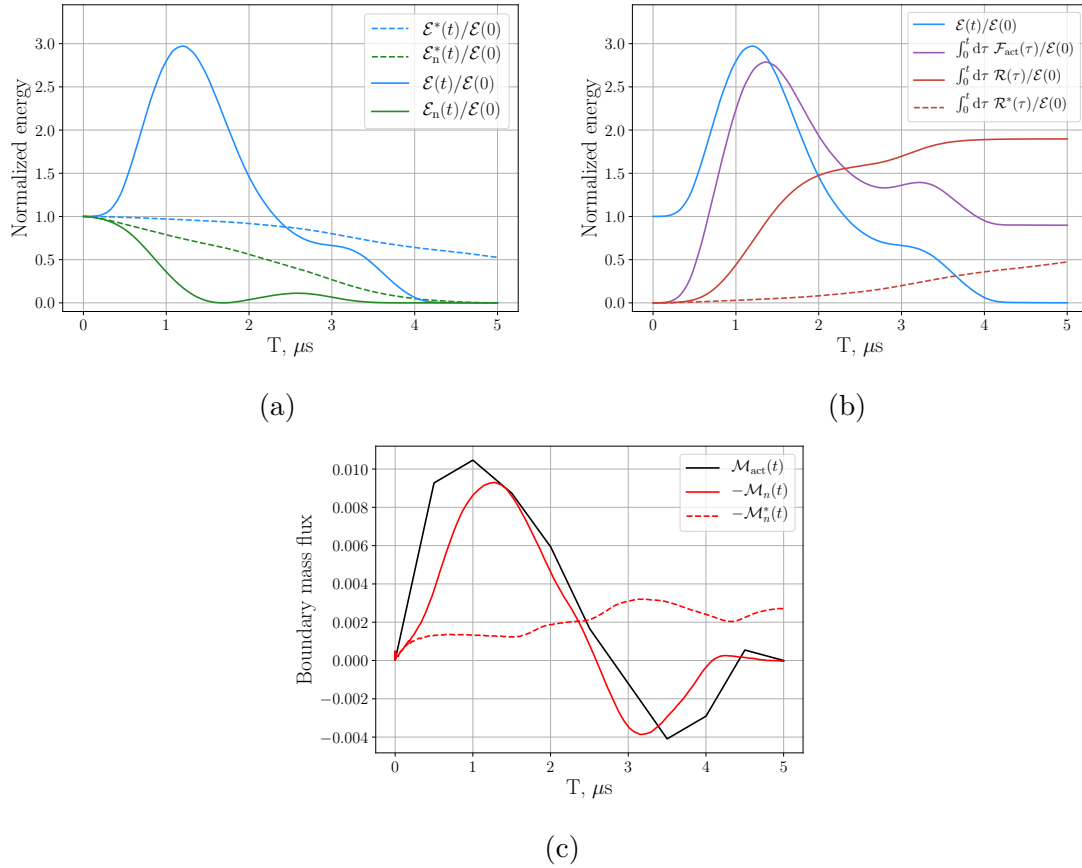 Normalized energy
3.0
2.5
2.0
1.5
1.0
0.5
0.0
0 1 2 3 4 5
T, μs
ℰ*(t)/ℰ(0)
ℰₙ*(t)/ℰ(0)
ℰ(t)/ℰ(0)
ℰₙ(t)/ℰ(0)
(a)
Normalized energy
3.0
2.5
2.0
1.5
1.0
0.5
0.0
0 1 2 3 4 5
T, μs
ℰ(t)/ℰ(0)
∫₀ᵗ dτ ℱ_act(τ)/ℰ(0)
∫₀ᵗ dτ ℛ(τ)/ℰ(0)
∫₀ᵗ dτ ℛ*(τ)/ℰ(0)
(b)
Boundary mass flux
0.010
0.008
0.006
0.004
0.002
0.000
−0.002
−0.004
0 1 2 3 4 5
T, μs
ℳ_act(t)
−ℳₙ(t)
−ℳₙ*(t)
(c)